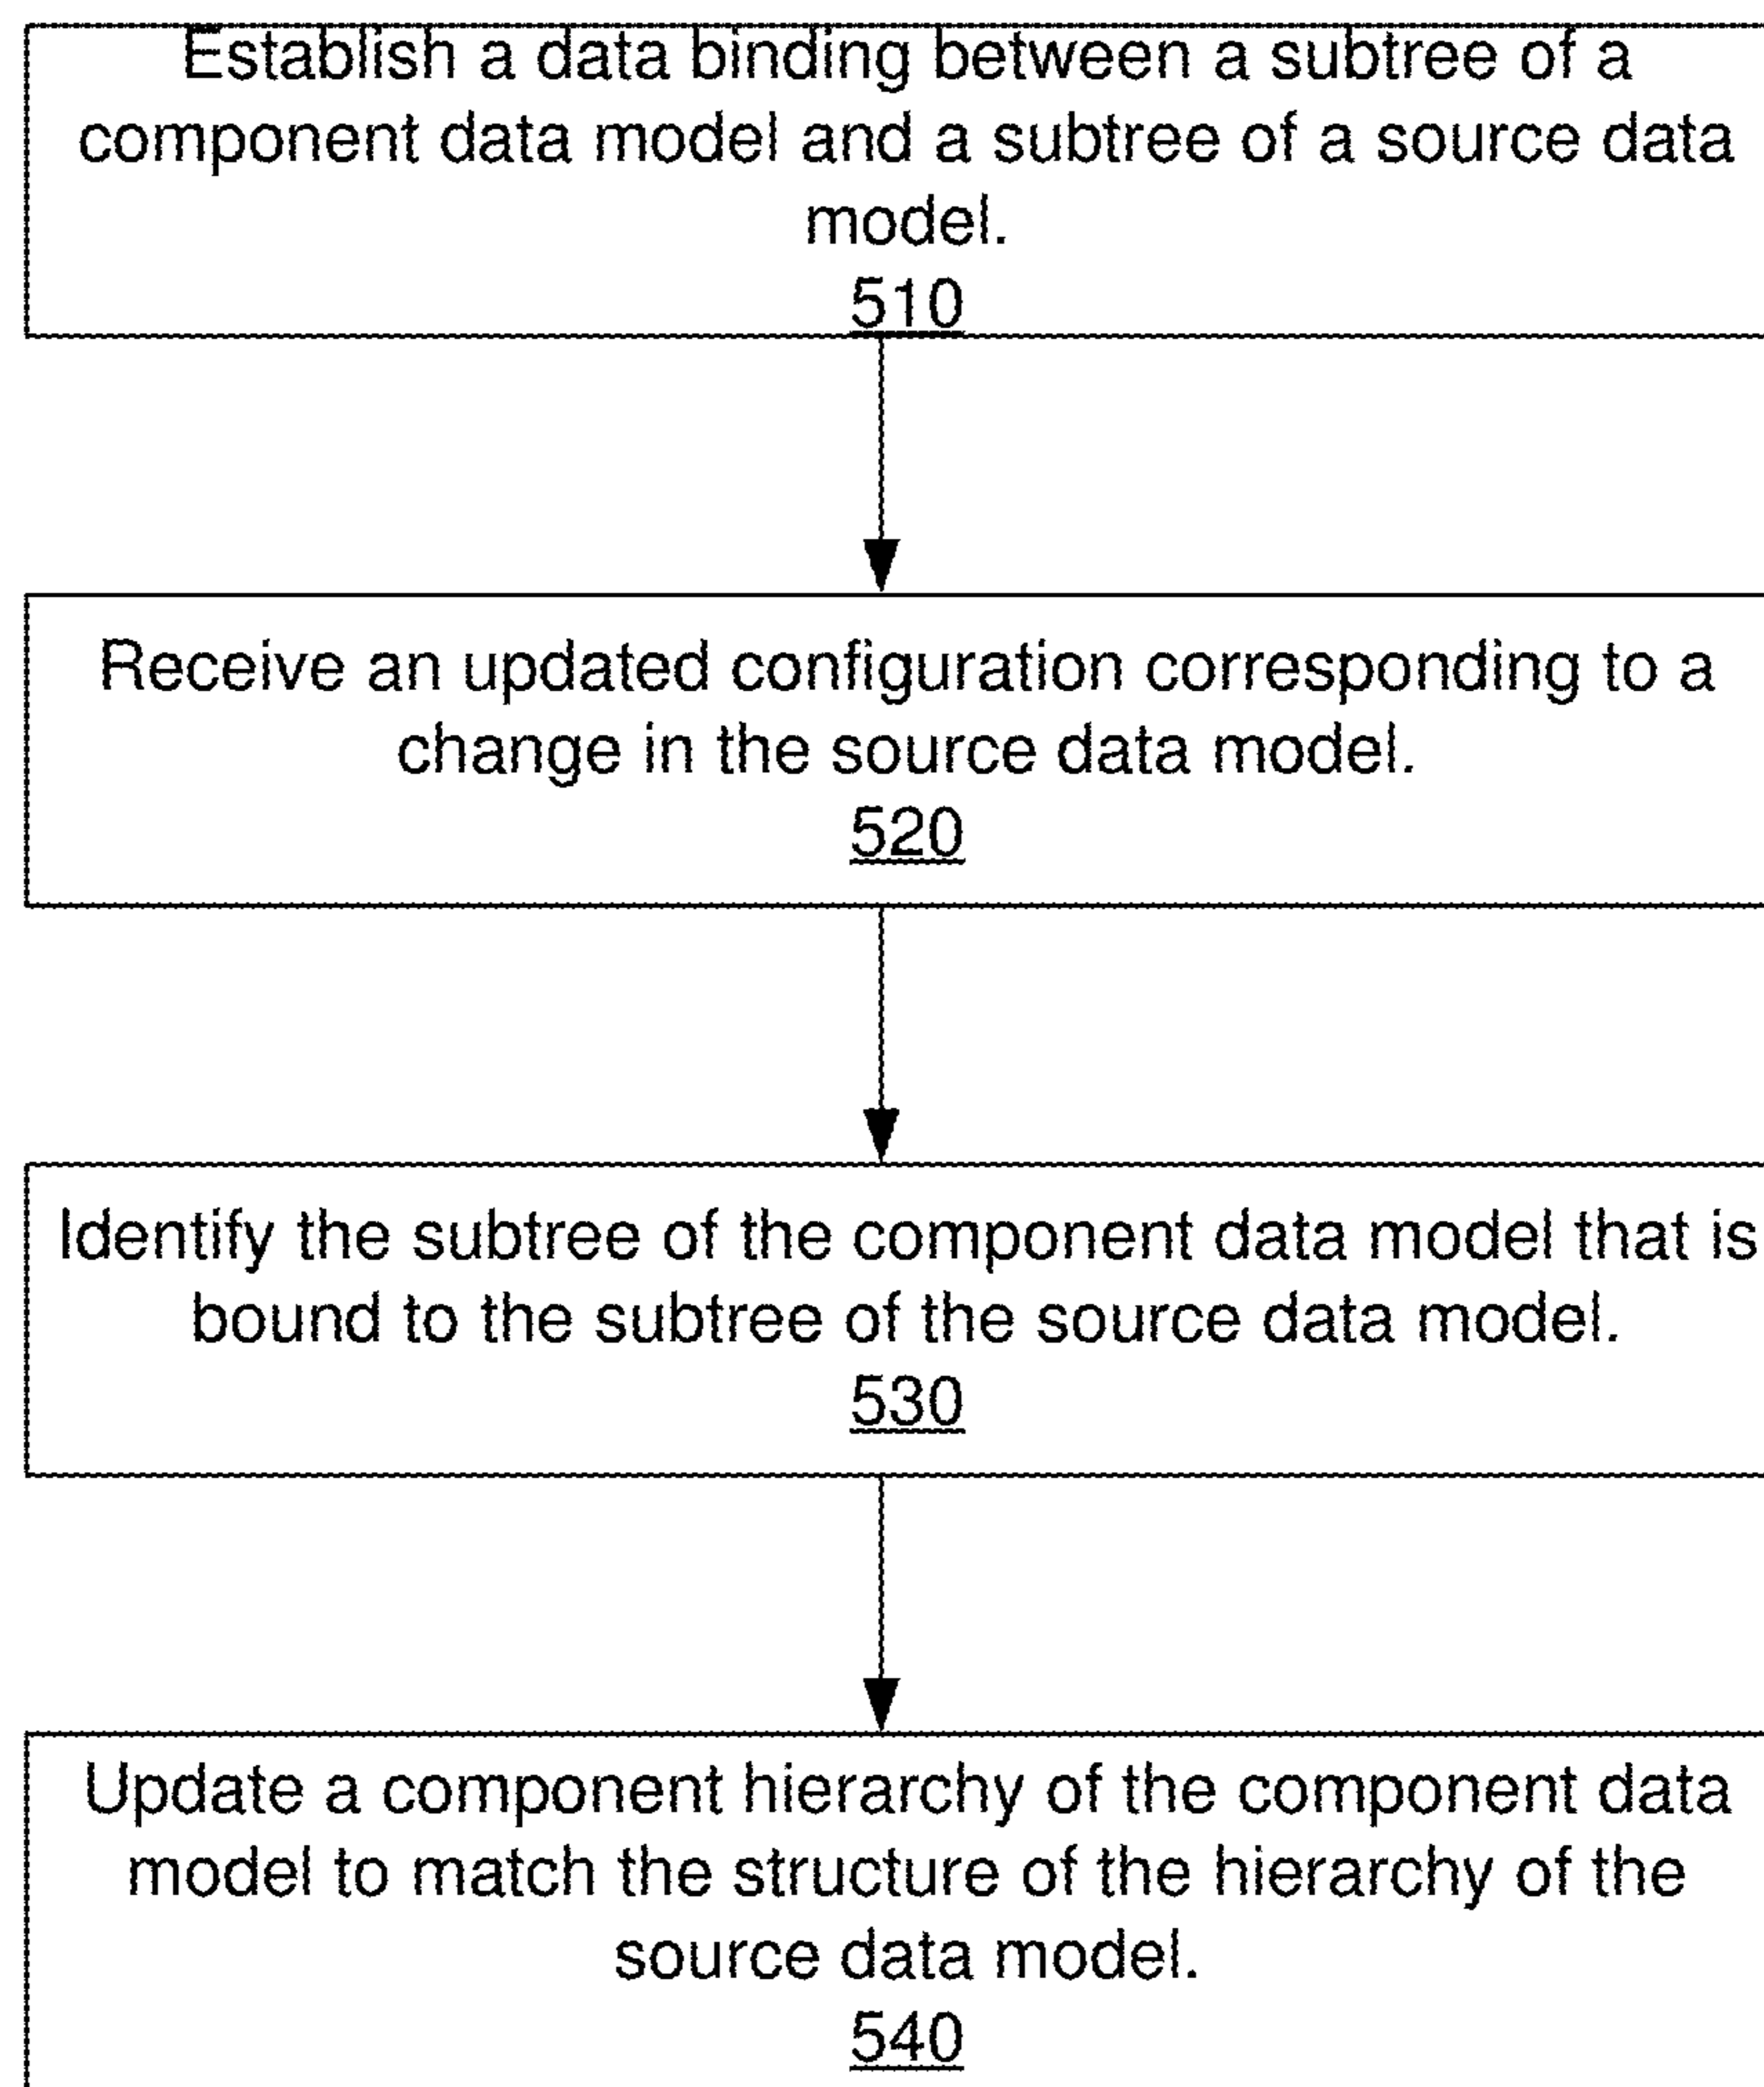 Establish a data binding between a subtree of a
component data model and a subtree of a source data
model.
510
Receive an updated configuration corresponding to a
change in the source data model.
520
Identify the subtree of the component data model that is
bound to the subtree of the source data model.
530
Update a component hierarchy of the component data
model to match the structure of the hierarchy of the
source data model.
540